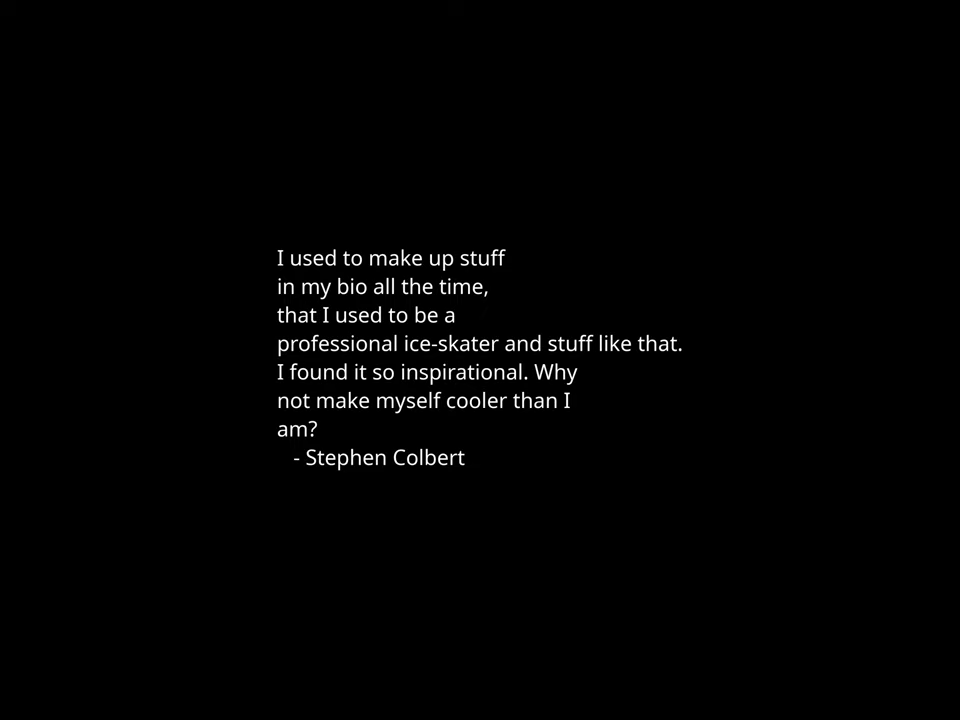 I used to make up stuff
in my bio all the time,
that I used to be a
professional ice-skater and stuff like that.
I found it so inspirational. Why
not make myself cooler than I
am?
- Stephen Colbert